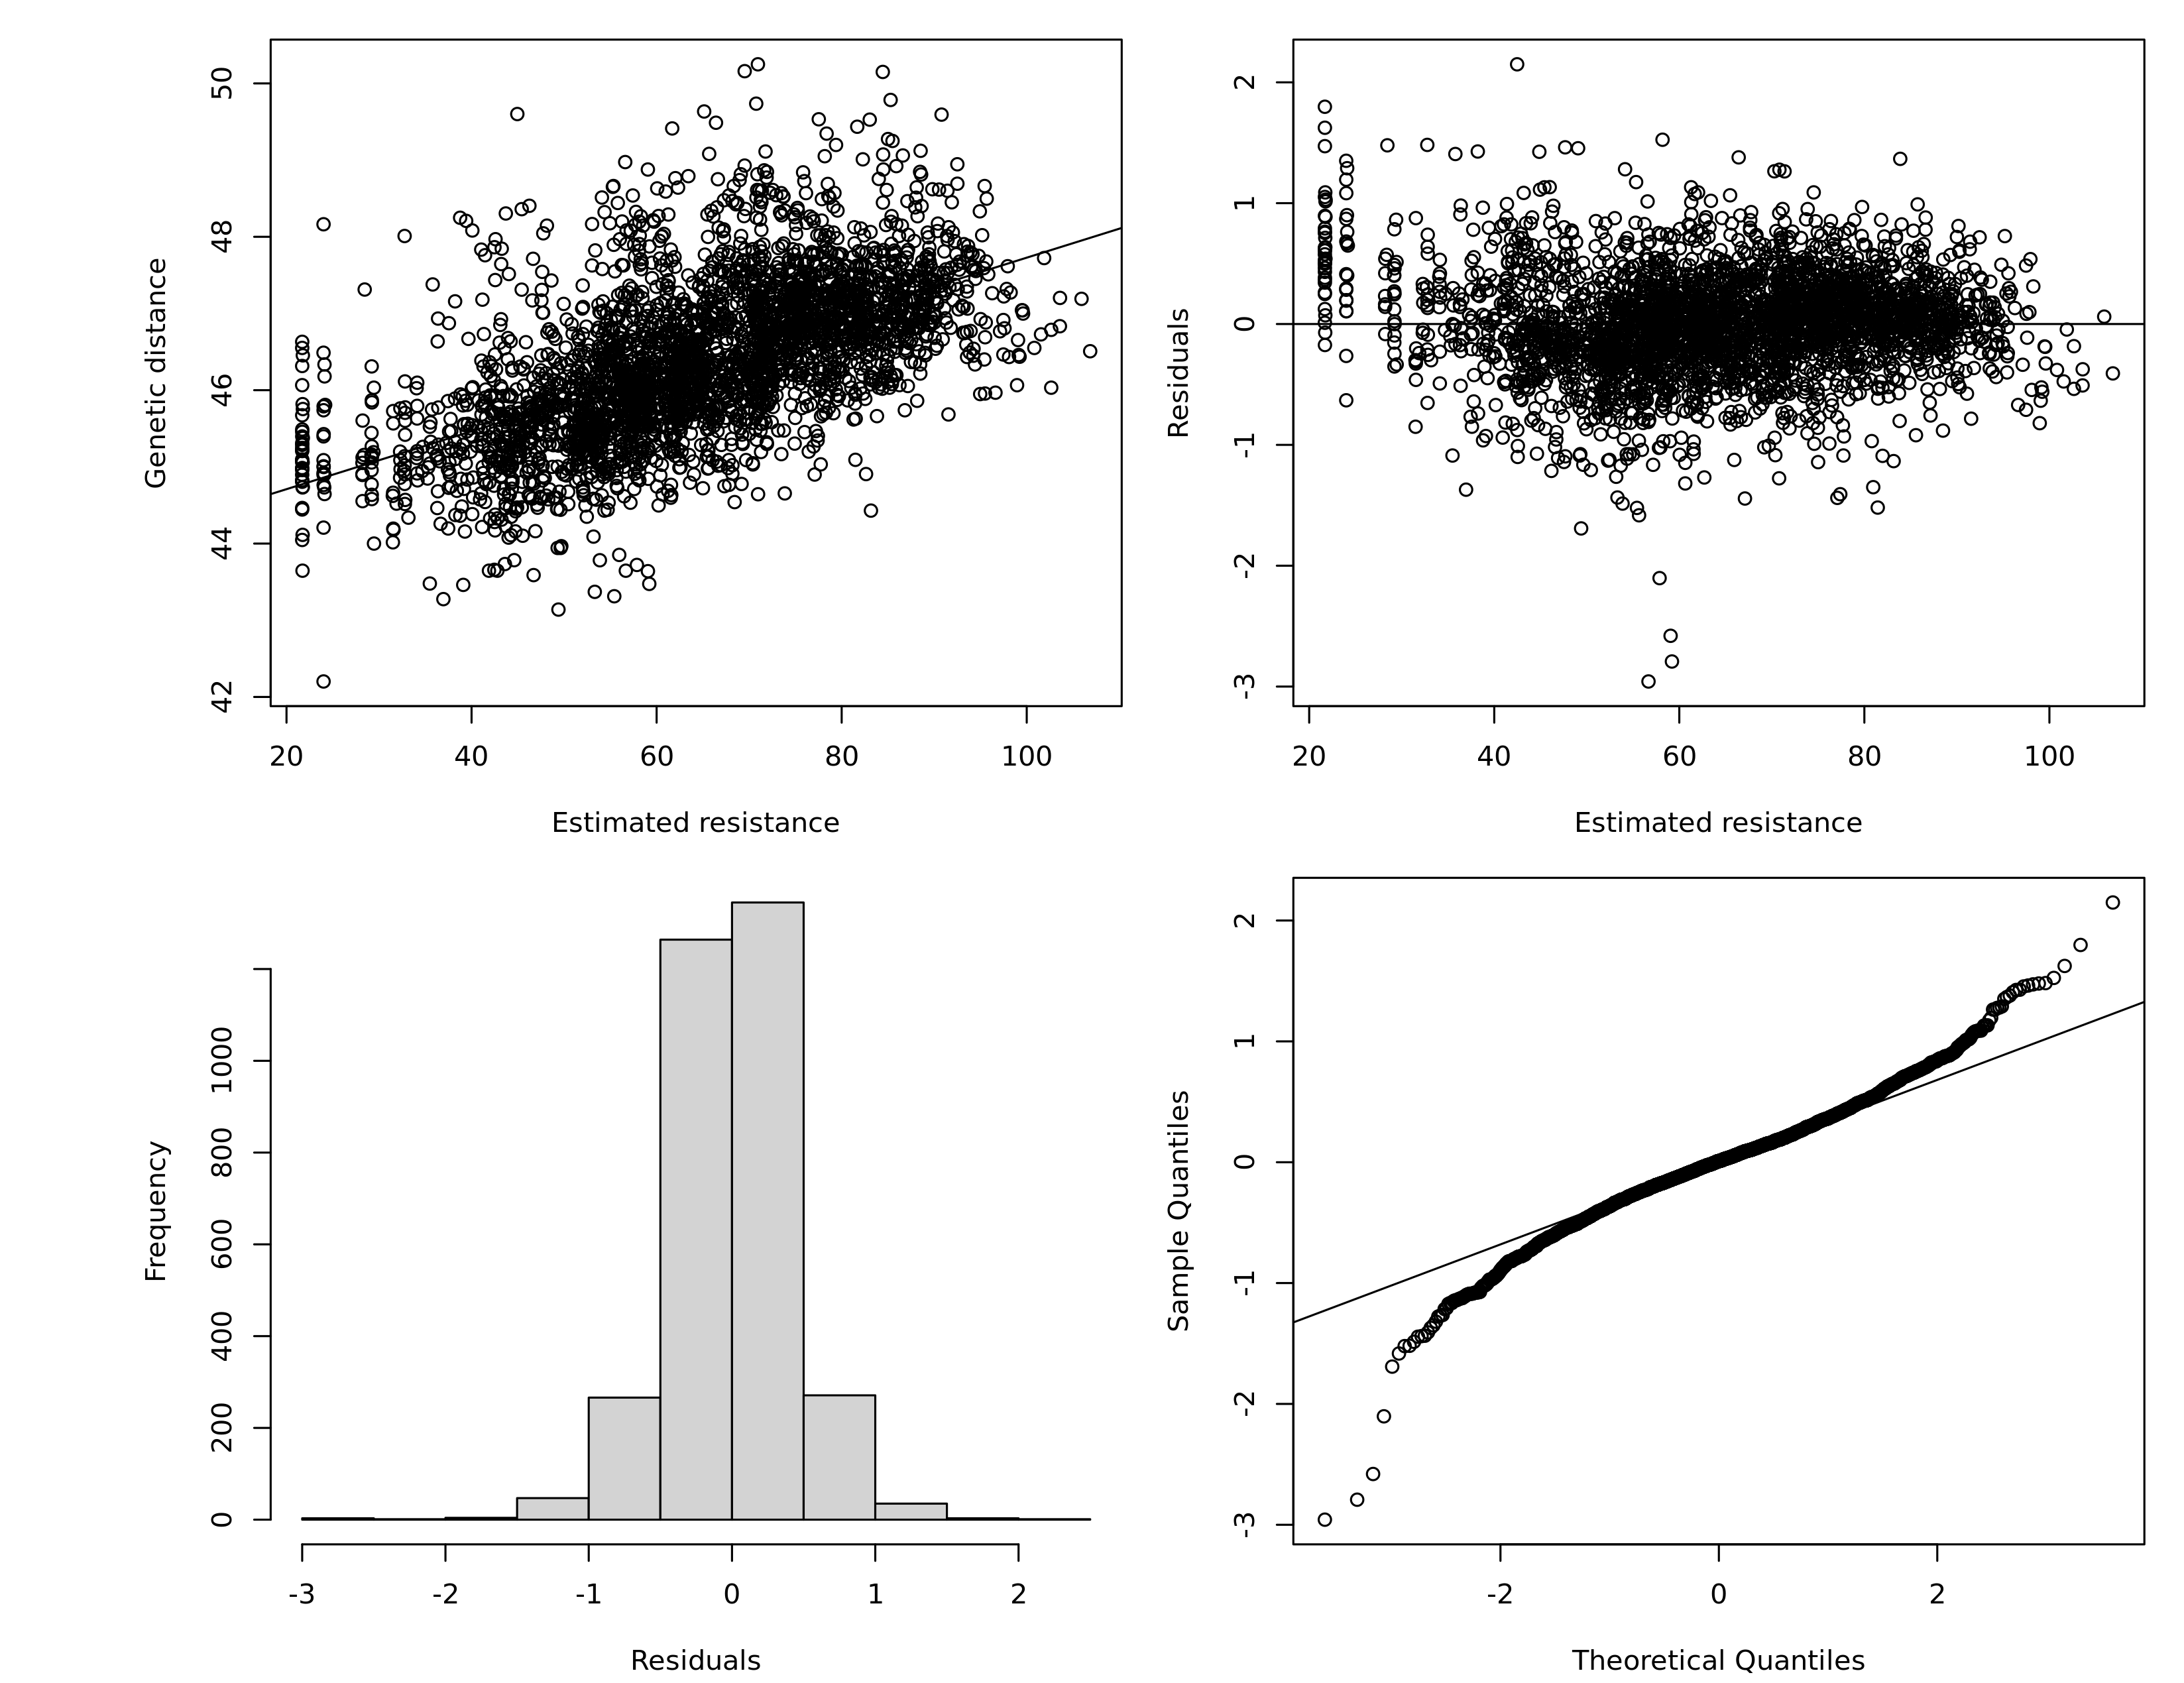 Genetic distance
50
48
46
44
42
20 40 60 80 100
Estimated resistance
Residuals
2
1
0
-1
-2
-3
20 40 60 80 100
Estimated resistance
Frequency
1000
800
600
400
200
0
-3 -2 -1 0 1 2
Residuals
Sample Quantiles
2
1
0
-1
-2
-3
-2 0 2
Theoretical Quantiles